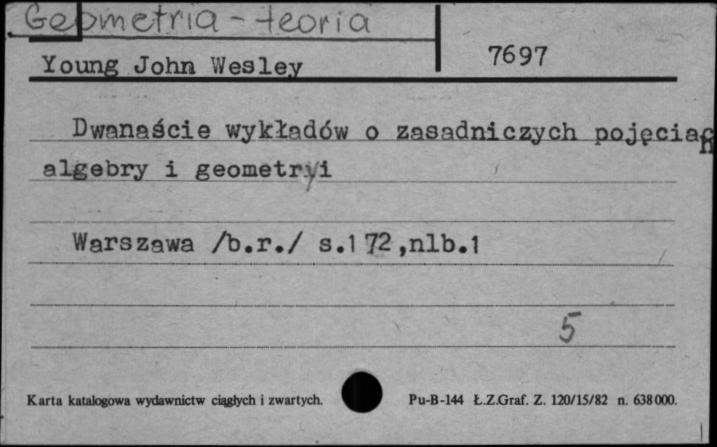 Geometria - teoria
7697
Young John Wesley
Dwanaście wykładów o zasadniczych pojęciach
algebry i geometryi
Warszawa /b.r./ s.172,nlb.1
5
Karta katalogowa wydawnictw ciągłych i zwartych.
Pu-B-144 Ł.Z.Graf. Z. 120/15/82 n. 638000.